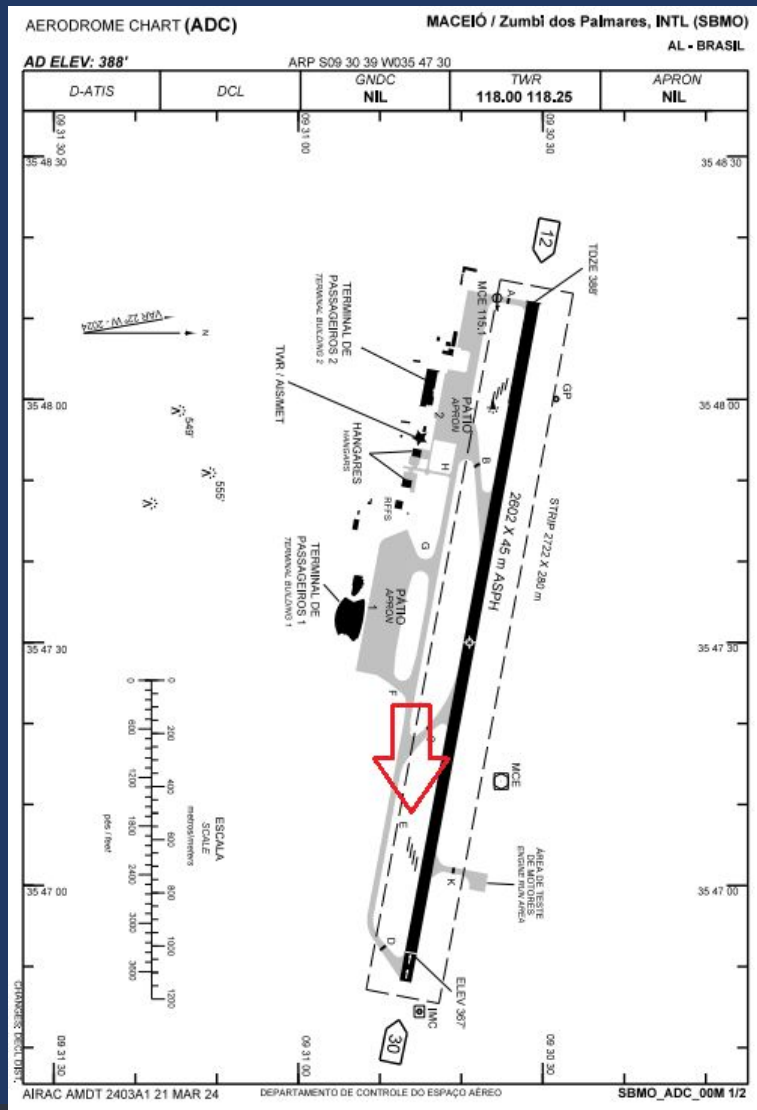 AERODROME CHART (ADC)
MACEIÓ / Zumbi dos Palmares, INTL (SBMO)
AL - BRASIL
AD ELEV: 388'
ARP S09 30 39 W035 47 30
D-ATIS
DCL
GNDC
NIL
TWR
118.00 118.25
APRON
NIL
09 31 30
09 31 00
09 30 30
35 48 30
35 48 30
12
TDZE 388'
MCE 115.1
A
TERMINAL DE
PASSAGEIROS 2
TERMINAL BUILDING 2
VAR 22° W - 2024
N
TWR / AIS/MET
GP
35 48 00
35 48 00
PÁTIO
APRON
2
549'
555'
HANGARES
HANGARS
H
B
RFFS
STRIP 2722 X 280 m
2602 X 45 m ASPH
G
TERMINAL DE
PASSAGEIROS 1
TERMINAL BUILDING 1
PÁTIO
APRON
1
35 47 30
35 47 30
F
MCE
0
0
600
200
1200
400
1800
600
2400
800
3000
1000
3600
1200
pés / feet
metros/meters
SCALE
ESCALA
E
ÁREA DE TESTE
DE MOTORES
ENGINE RUN AREA
K
35 47 00
35 47 00
D
ELEV 367'
IMC
30
CHANGES: DECL DIST.
09 31 30
09 31 00
09 30 30
AIRAC AMDT 2403A1 21 MAR 24
DEPARTAMENTO DE CONTROLE DO ESPAÇO AÉREO
SBMO_ADC_00M 1/2